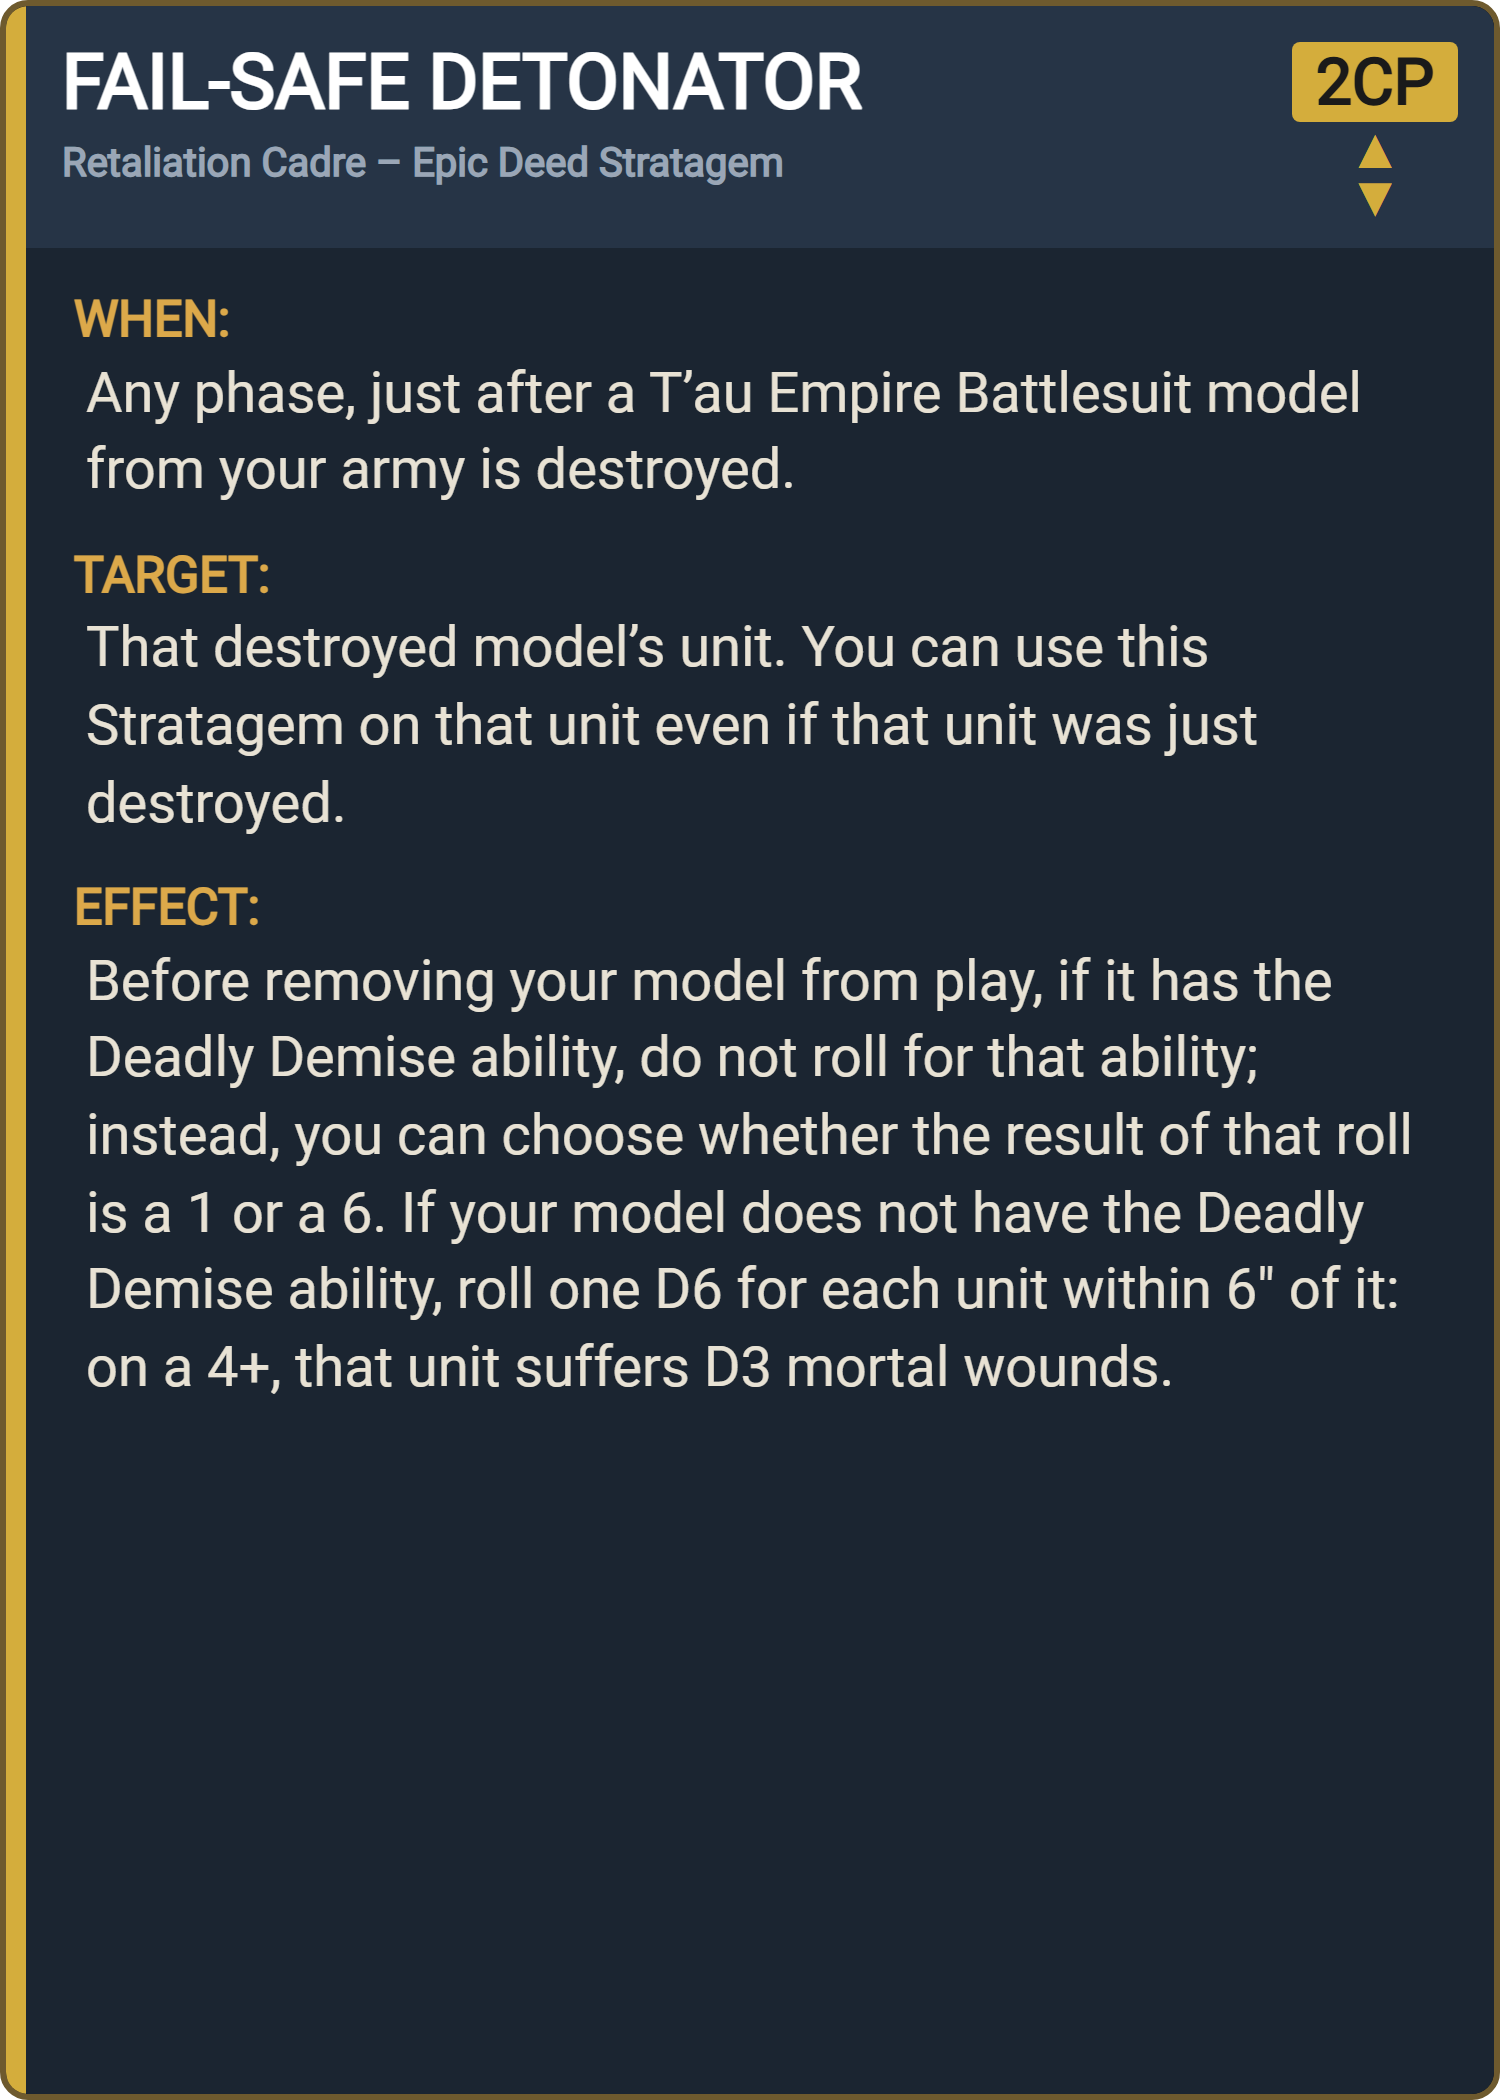 FAIL-SAFE DETONATOR
2CP
Retaliation Cadre – Epic Deed Stratagem
WHEN:
Any phase, just after a T’au Empire Battlesuit model
from your army is destroyed.
TARGET:
That destroyed model’s unit. You can use this
Stratagem on that unit even if that unit was just
destroyed.
EFFECT:
Before removing your model from play, if it has the
Deadly Demise ability, do not roll for that ability;
instead, you can choose whether the result of that roll
is a 1 or a 6. If your model does not have the Deadly
Demise ability, roll one D6 for each unit within 6" of it:
on a 4+, that unit suffers D3 mortal wounds.